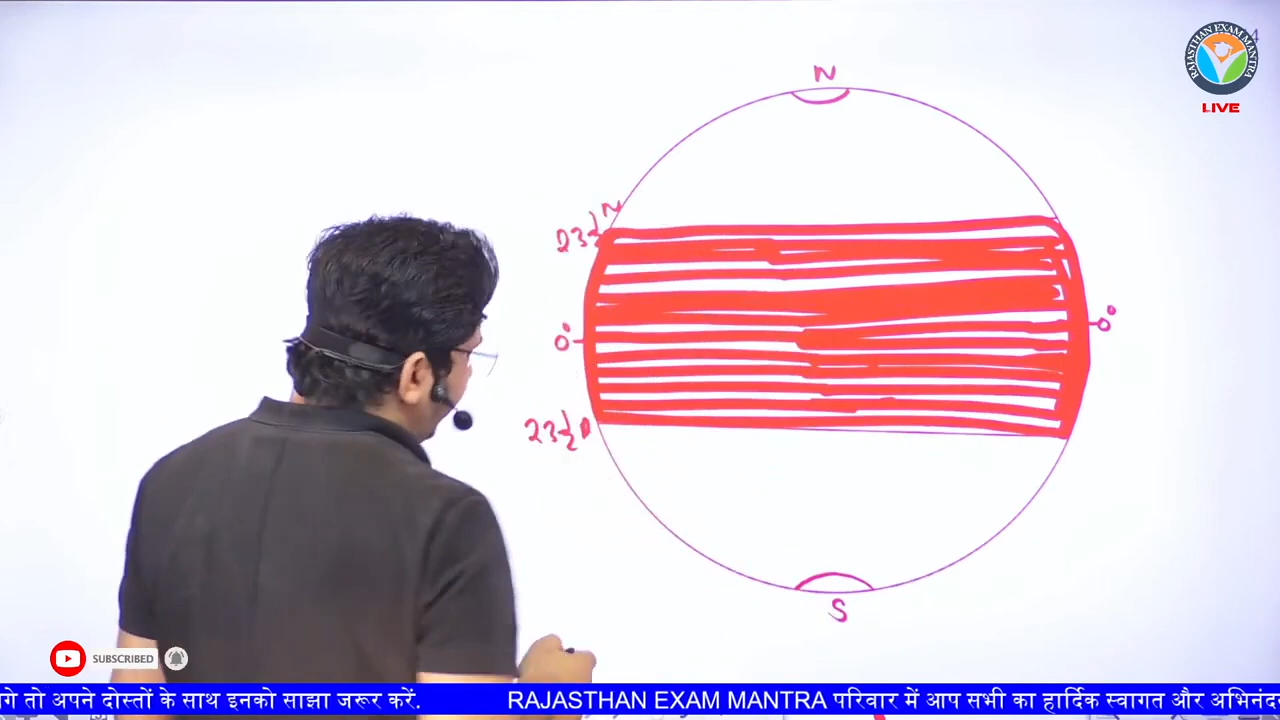 RAJASTHAN EXAM MANTRA
LIVE
N
N
23½
0°
0°
23½
S
SUBSCRIBED
गे तो अपने दोस्तों के साथ इनको साझा जरूर करें. RAJASTHAN EXAM MANTRA परिवार में आप सभी का हार्दिक स्वागत और